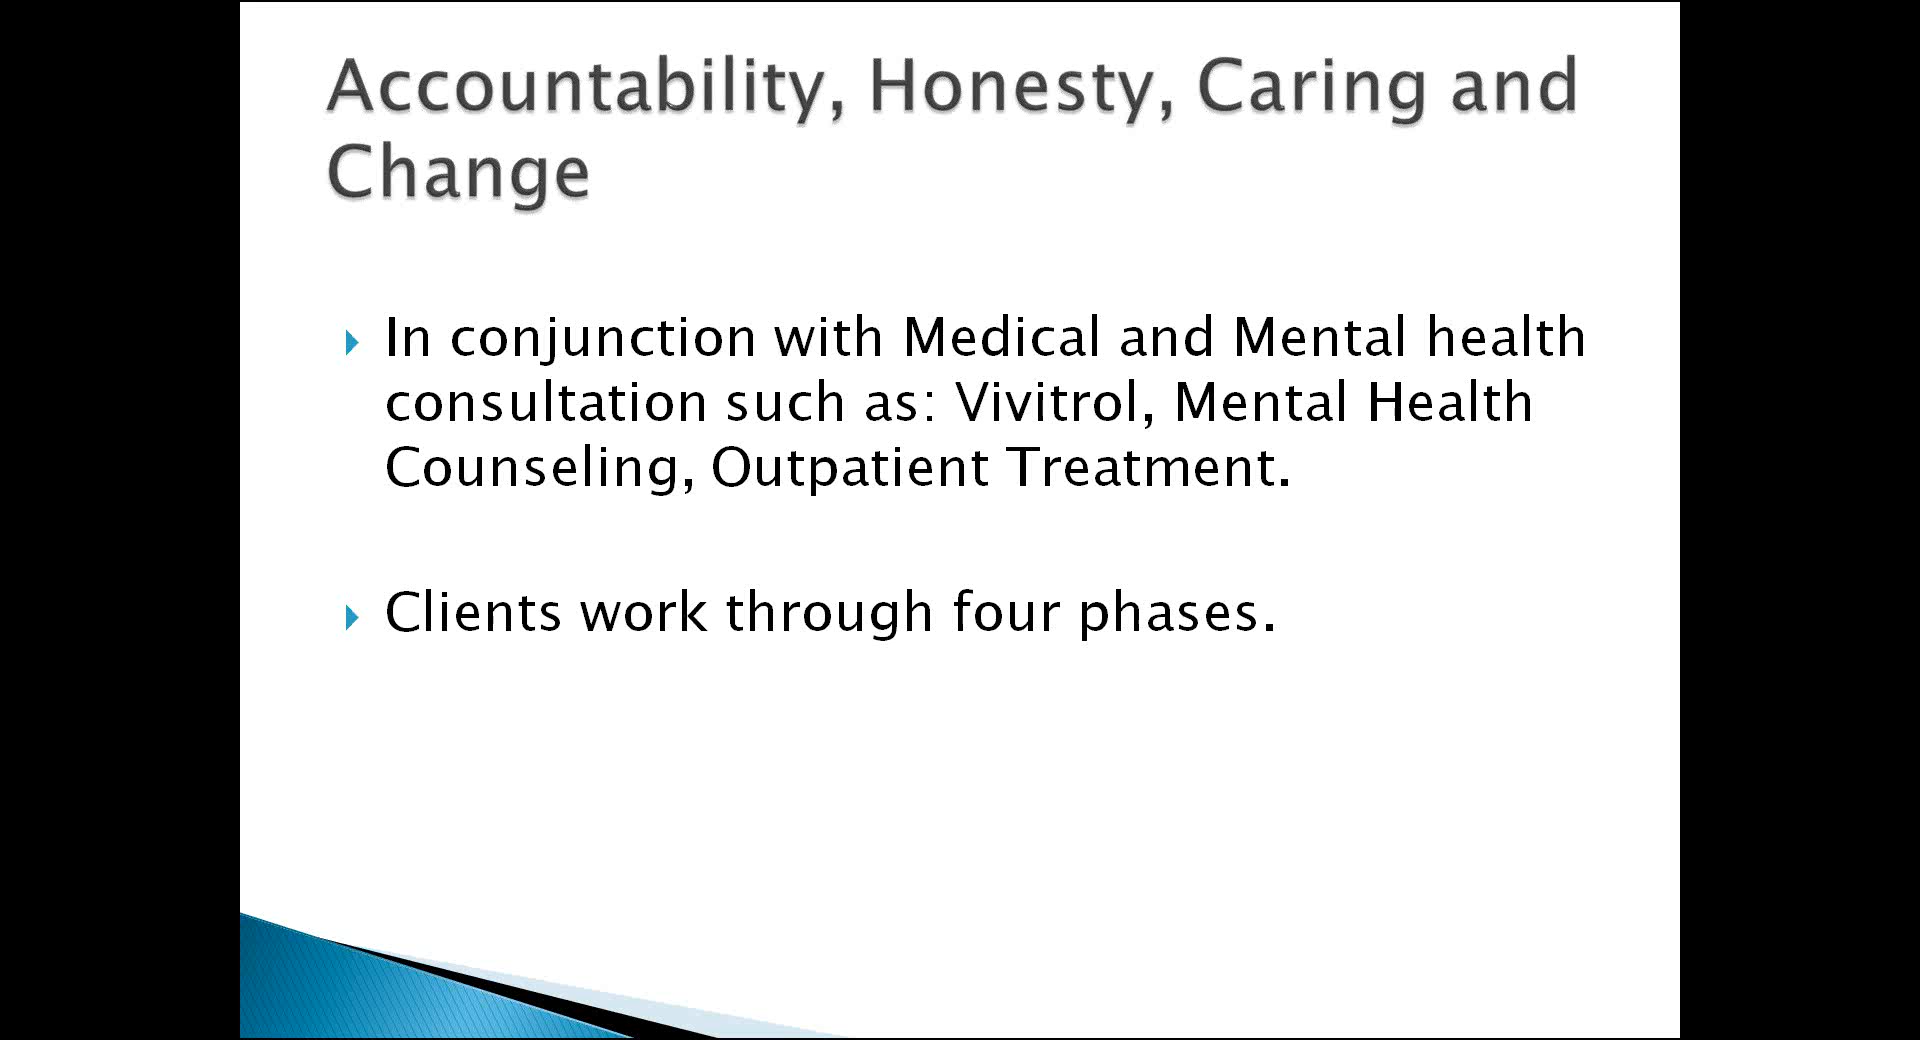 Accountability, Honesty, Caring and
Change
In conjunction with Medical and Mental health
consultation such as: Vivitrol, Mental Health
Counseling, Outpatient Treatment.
Clients work through four phases.